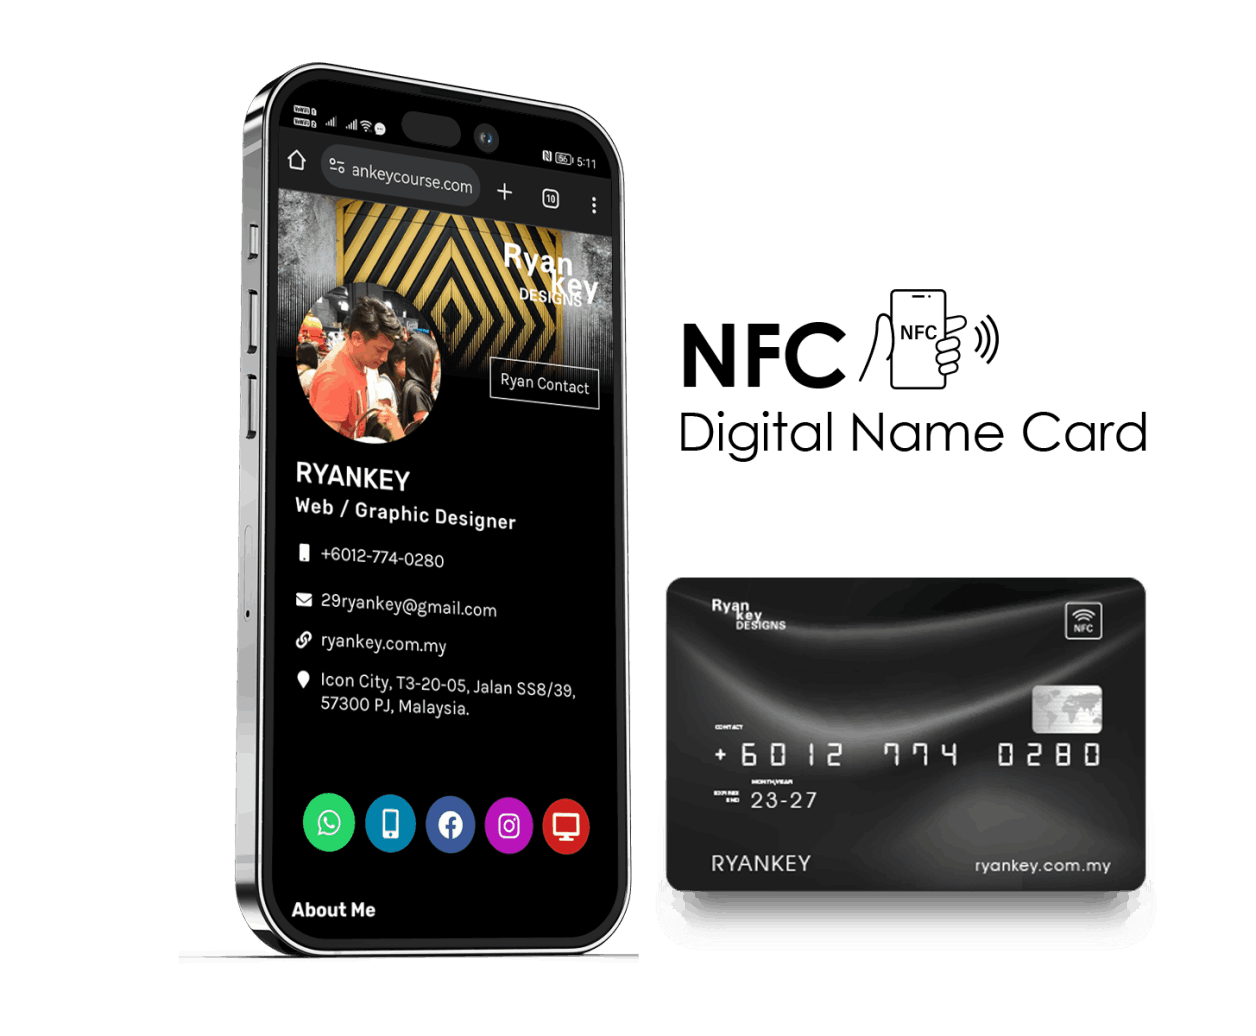 5:11
56
ankeycourse.com
10
Ryan
key
DESIGNS
Ryan Contact
RYANKEY
Web / Graphic Designer
+6012-774-0280
29ryankey@gmail.com
ryankey.com.my
Icon City, T3-20-05, Jalan SS8/39,
57300 PJ, Malaysia.
About Me
NFC
NFC
Digital Name Card
Ryan
key
DESIGNS
NFC
CONTACT
+6012 774 0280
MONTH/YEAR
EXPIRES
END
23-27
RYANKEY
ryankey.com.my